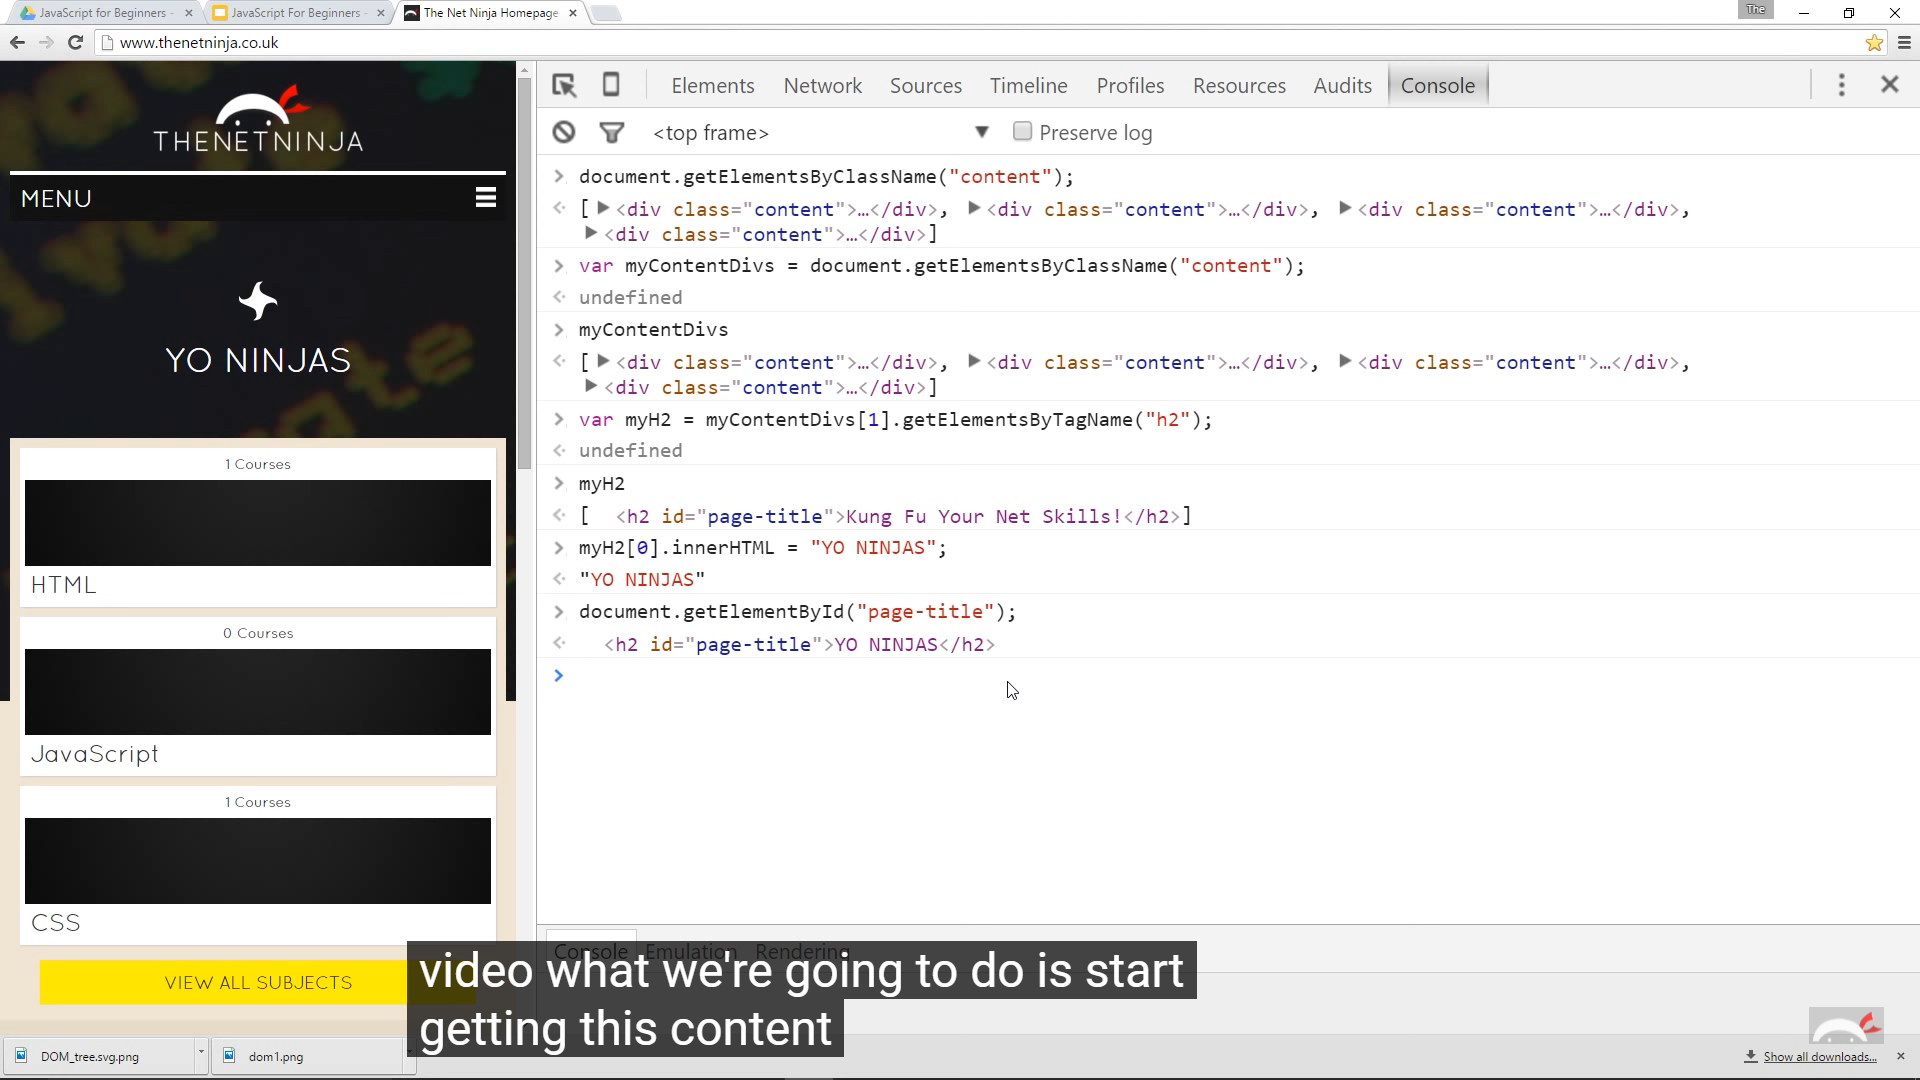 JavaScript for Beginners -
JavaScript For Beginners -
The Net Ninja Homepage
The
www.thenetninja.co.uk
THENETNINJA
MENU
YO NINJAS
1 Courses
HTML
0 Courses
JavaScript
1 Courses
CSS
VIEW ALL SUBJECTS
Elements Network Sources Timeline Profiles Resources Audits Console
<top frame> Preserve log
document.getElementsByClassName("content");
[ <div class="content">…</div>, <div class="content">…</div>, <div class="content">…</div>,
<div class="content">…</div>]
var myContentDivs = document.getElementsByClassName("content");
undefined
myContentDivs
[ <div class="content">…</div>, <div class="content">…</div>, <div class="content">…</div>,
<div class="content">…</div>]
var myH2 = myContentDivs[1].getElementsByTagName("h2");
undefined
myH2
[ <h2 id="page-title">Kung Fu Your Net Skills!</h2>]
myH2[0].innerHTML = "YO NINJAS";
"YO NINJAS"
document.getElementById("page-title");
<h2 id="page-title">YO NINJAS</h2>
Console Emulation Rendering
video what we're going to do is start
getting this content
DOM_tree.svg.png
dom1.png
Show all downloads...